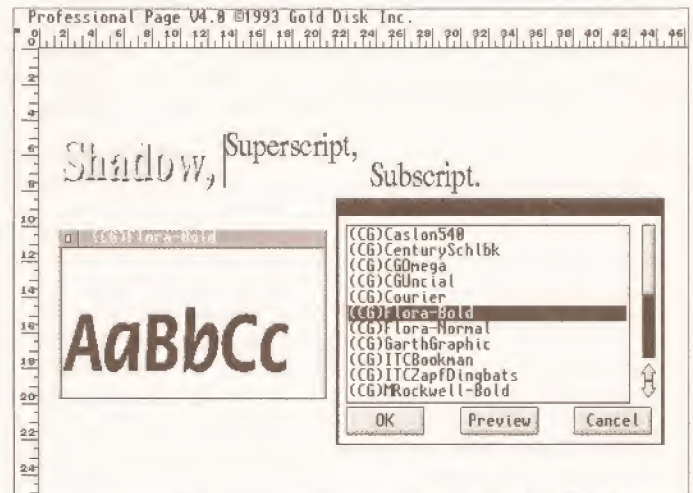 Professional Page V4.0 ©1993 Gold Disk Inc.
0 2 4 6 8 10 12 14 16 18 20 22 24 26 28 30 32 34 36 38 40 42 44 46
0
2
4
6
8
10
12
14
16
18
20
22
24
Shadow, Superscript, Subscript.
(CG)Flora-Bold
AaBbCc
(CG)Caslon540
(CG)CenturySchlbk
(CG)CGOmega
(CG)CGUncial
(CG)Courier
(CG)Flora-Bold
(CG)Flora-Normal
(CG)GarthGraphic
(CG)ITCBookman
(CG)ITCZapfDingbats
(CG)MRockwell-Bold
OK Preview Cancel